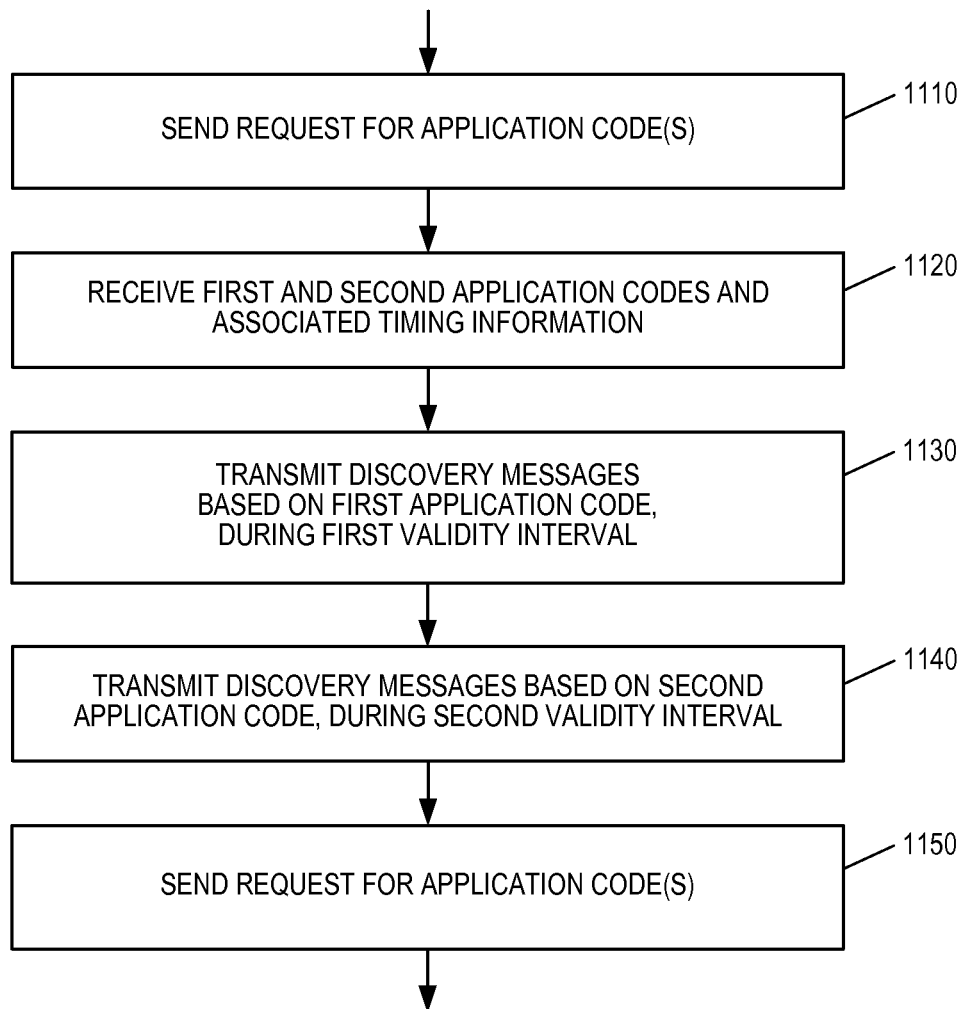 SEND REQUEST FOR APPLICATION CODE(S)
1110
RECEIVE FIRST AND SECOND APPLICATION CODES AND
ASSOCIATED TIMING INFORMATION
1120
TRANSMIT DISCOVERY MESSAGES
BASED ON FIRST APPLICATION CODE,
DURING FIRST VALIDITY INTERVAL
1130
TRANSMIT DISCOVERY MESSAGES BASED ON SECOND
APPLICATION CODE, DURING SECOND VALIDITY INTERVAL
1140
SEND REQUEST FOR APPLICATION CODE(S)
1150